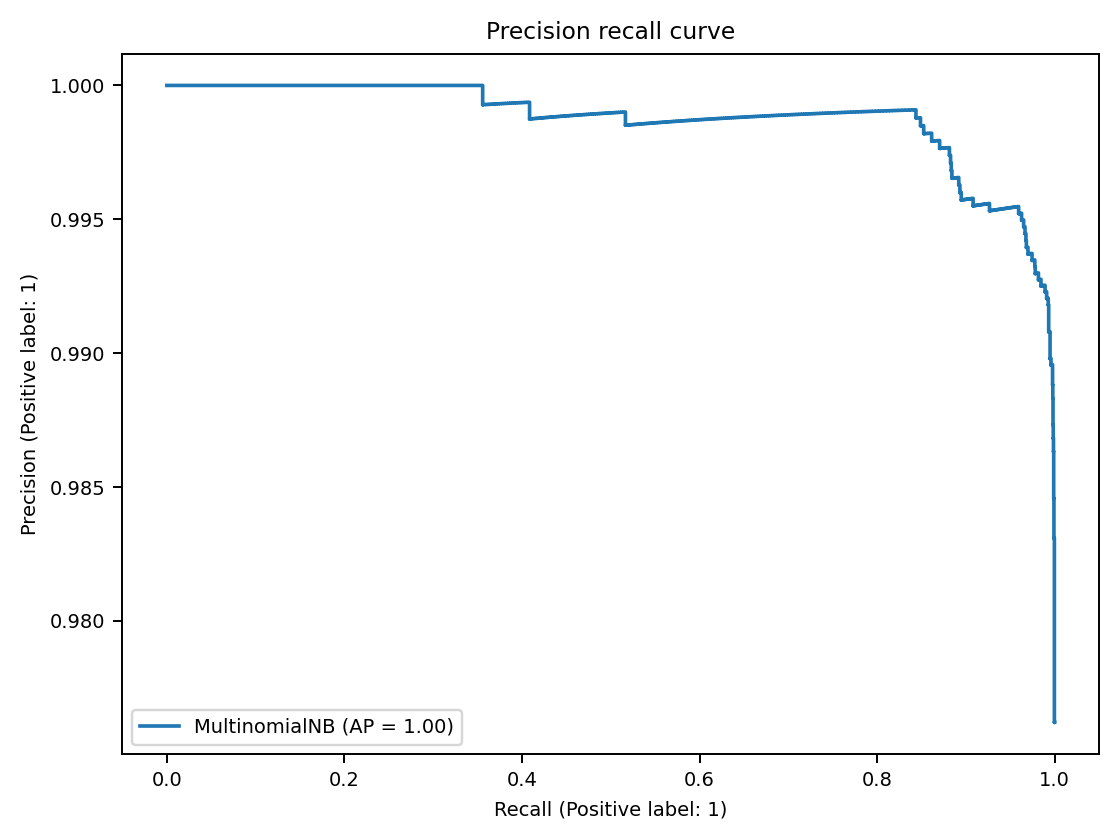 Precision recall curve
1.000
0.995
0.990
0.985
0.980
Precision (Positive label: 1)
MultinomialNB (AP = 1.00)
0.0 0.2 0.4 0.6 0.8 1.0
Recall (Positive label: 1)